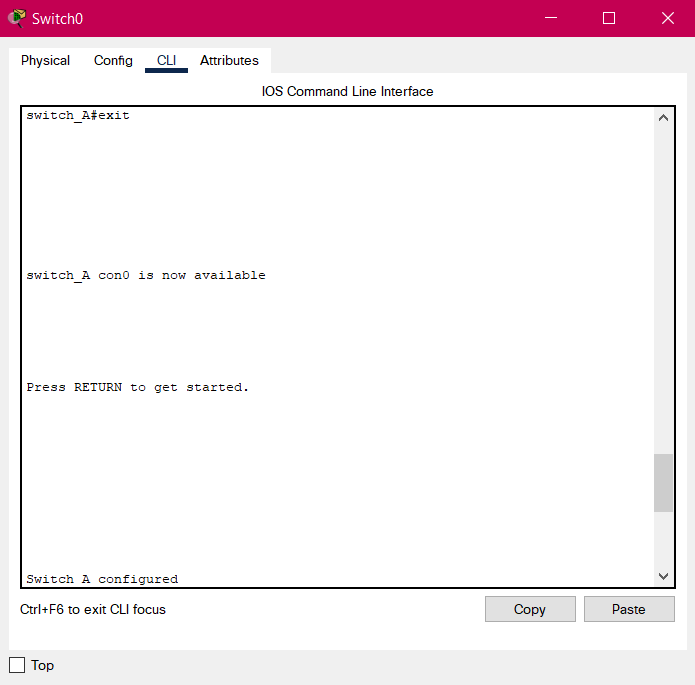 Switch0
Physical Config CLI Attributes
IOS Command Line Interface
switch_A#exit
switch_A con0 is now available
Press RETURN to get started.
Switch A configured
Ctrl+F6 to exit CLI focus
Copy Paste
Top